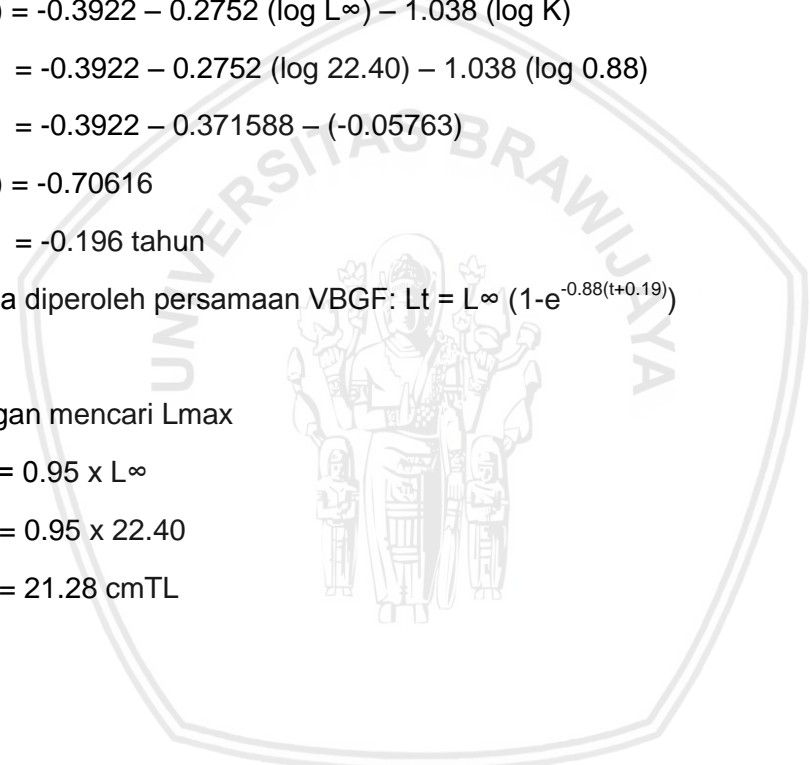 ) = -0.3922 – 0.2752 (log L∞) – 1.038 (log K)
= -0.3922 – 0.2752 (log 22.40) – 1.038 (log 0.88)
= -0.3922 – 0.371588 – (-0.05763)
) = -0.70616
= -0.196 tahun
a diperoleh persamaan VBGF: Lt = L∞ (1-e^-0.88(t+0.19))
gan mencari Lmax
= 0.95 x L∞
= 0.95 x 22.40
= 21.28 cmTL
UNIVERSITAS BRAWIJAYA